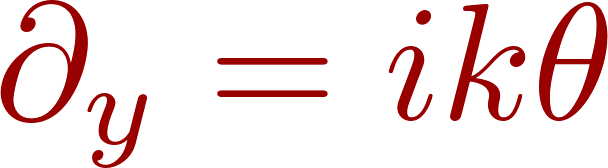 ∂_y = ikθ